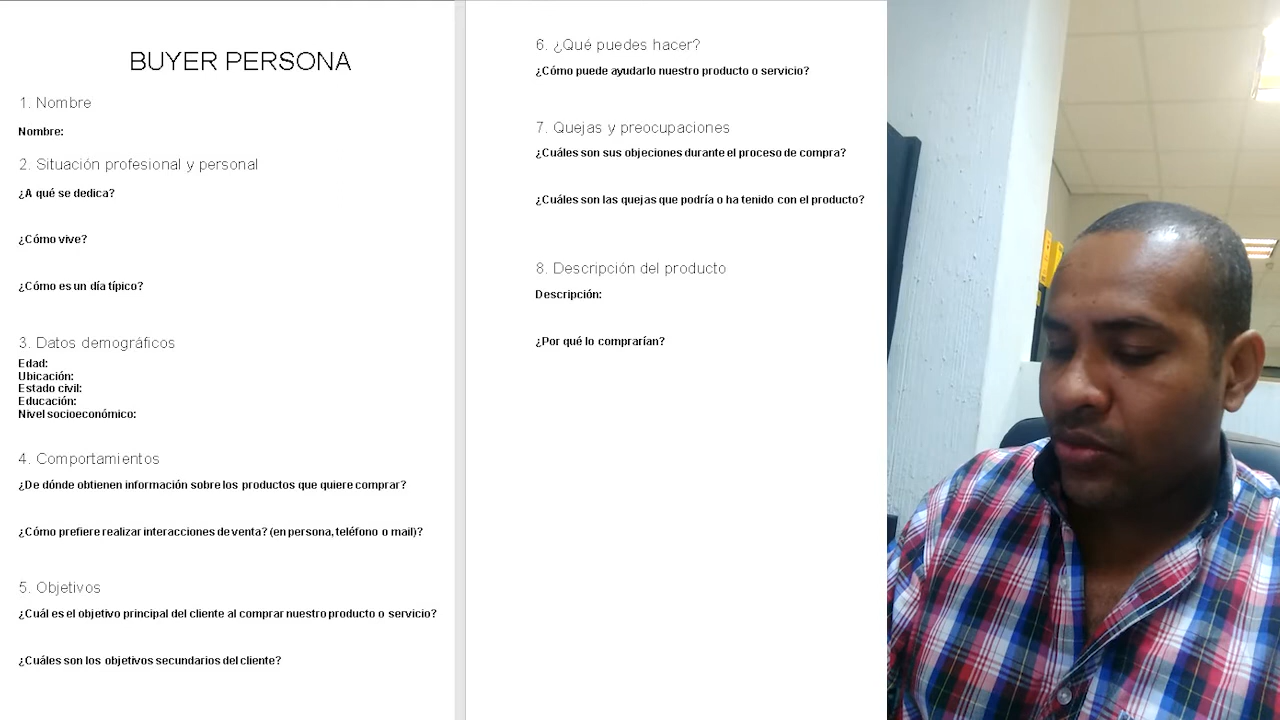 BUYER PERSONA
1. Nombre
Nombre:
2. Situación profesional y personal
¿A qué se dedica?
¿Cómo vive?
¿Cómo es un día típico?
3. Datos demográficos
Edad:
Ubicación:
Estado civil:
Educación:
Nivel socioeconómico:
4. Comportamientos
¿De dónde obtienen información sobre los productos que quiere comprar?
¿Cómo prefiere realizar interacciones de venta? (en persona, teléfono o mail)?
5. Objetivos
¿Cuál es el objetivo principal del cliente al comprar nuestro producto o servicio?
¿Cuáles son los objetivos secundarios del cliente?
6. ¿Qué puedes hacer?
¿Cómo puede ayudarlo nuestro producto o servicio?
7. Quejas y preocupaciones
¿Cuáles son sus objeciones durante el proceso de compra?
¿Cuáles son las quejas que podría o ha tenido con el producto?
8. Descripción del producto
Descripción:
¿Por qué lo comprarían?